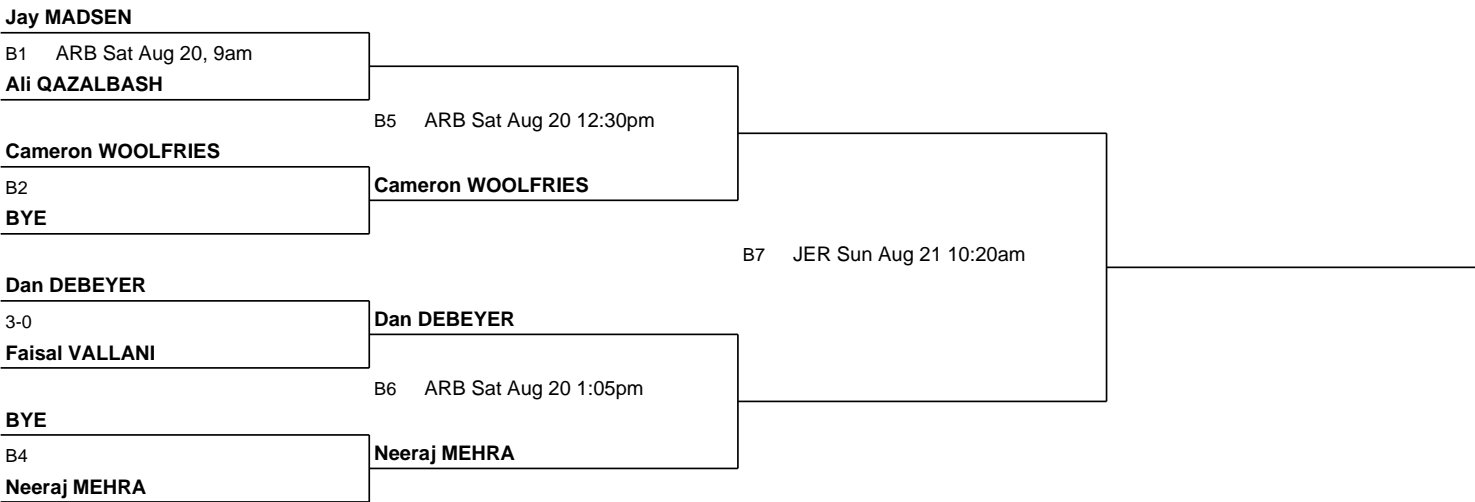 Jay MADSEN
B1 ARB Sat Aug 20, 9am
Ali QAZALBASH
B5 ARB Sat Aug 20 12:30pm
Cameron WOOLFRIES
B2
Cameron WOOLFRIES
BYE
B7 JER Sun Aug 21 10:20am
Dan DEBEYER
3-0
Dan DEBEYER
Faisal VALLANI
B6 ARB Sat Aug 20 1:05pm
BYE
B4
Neeraj MEHRA
Neeraj MEHRA